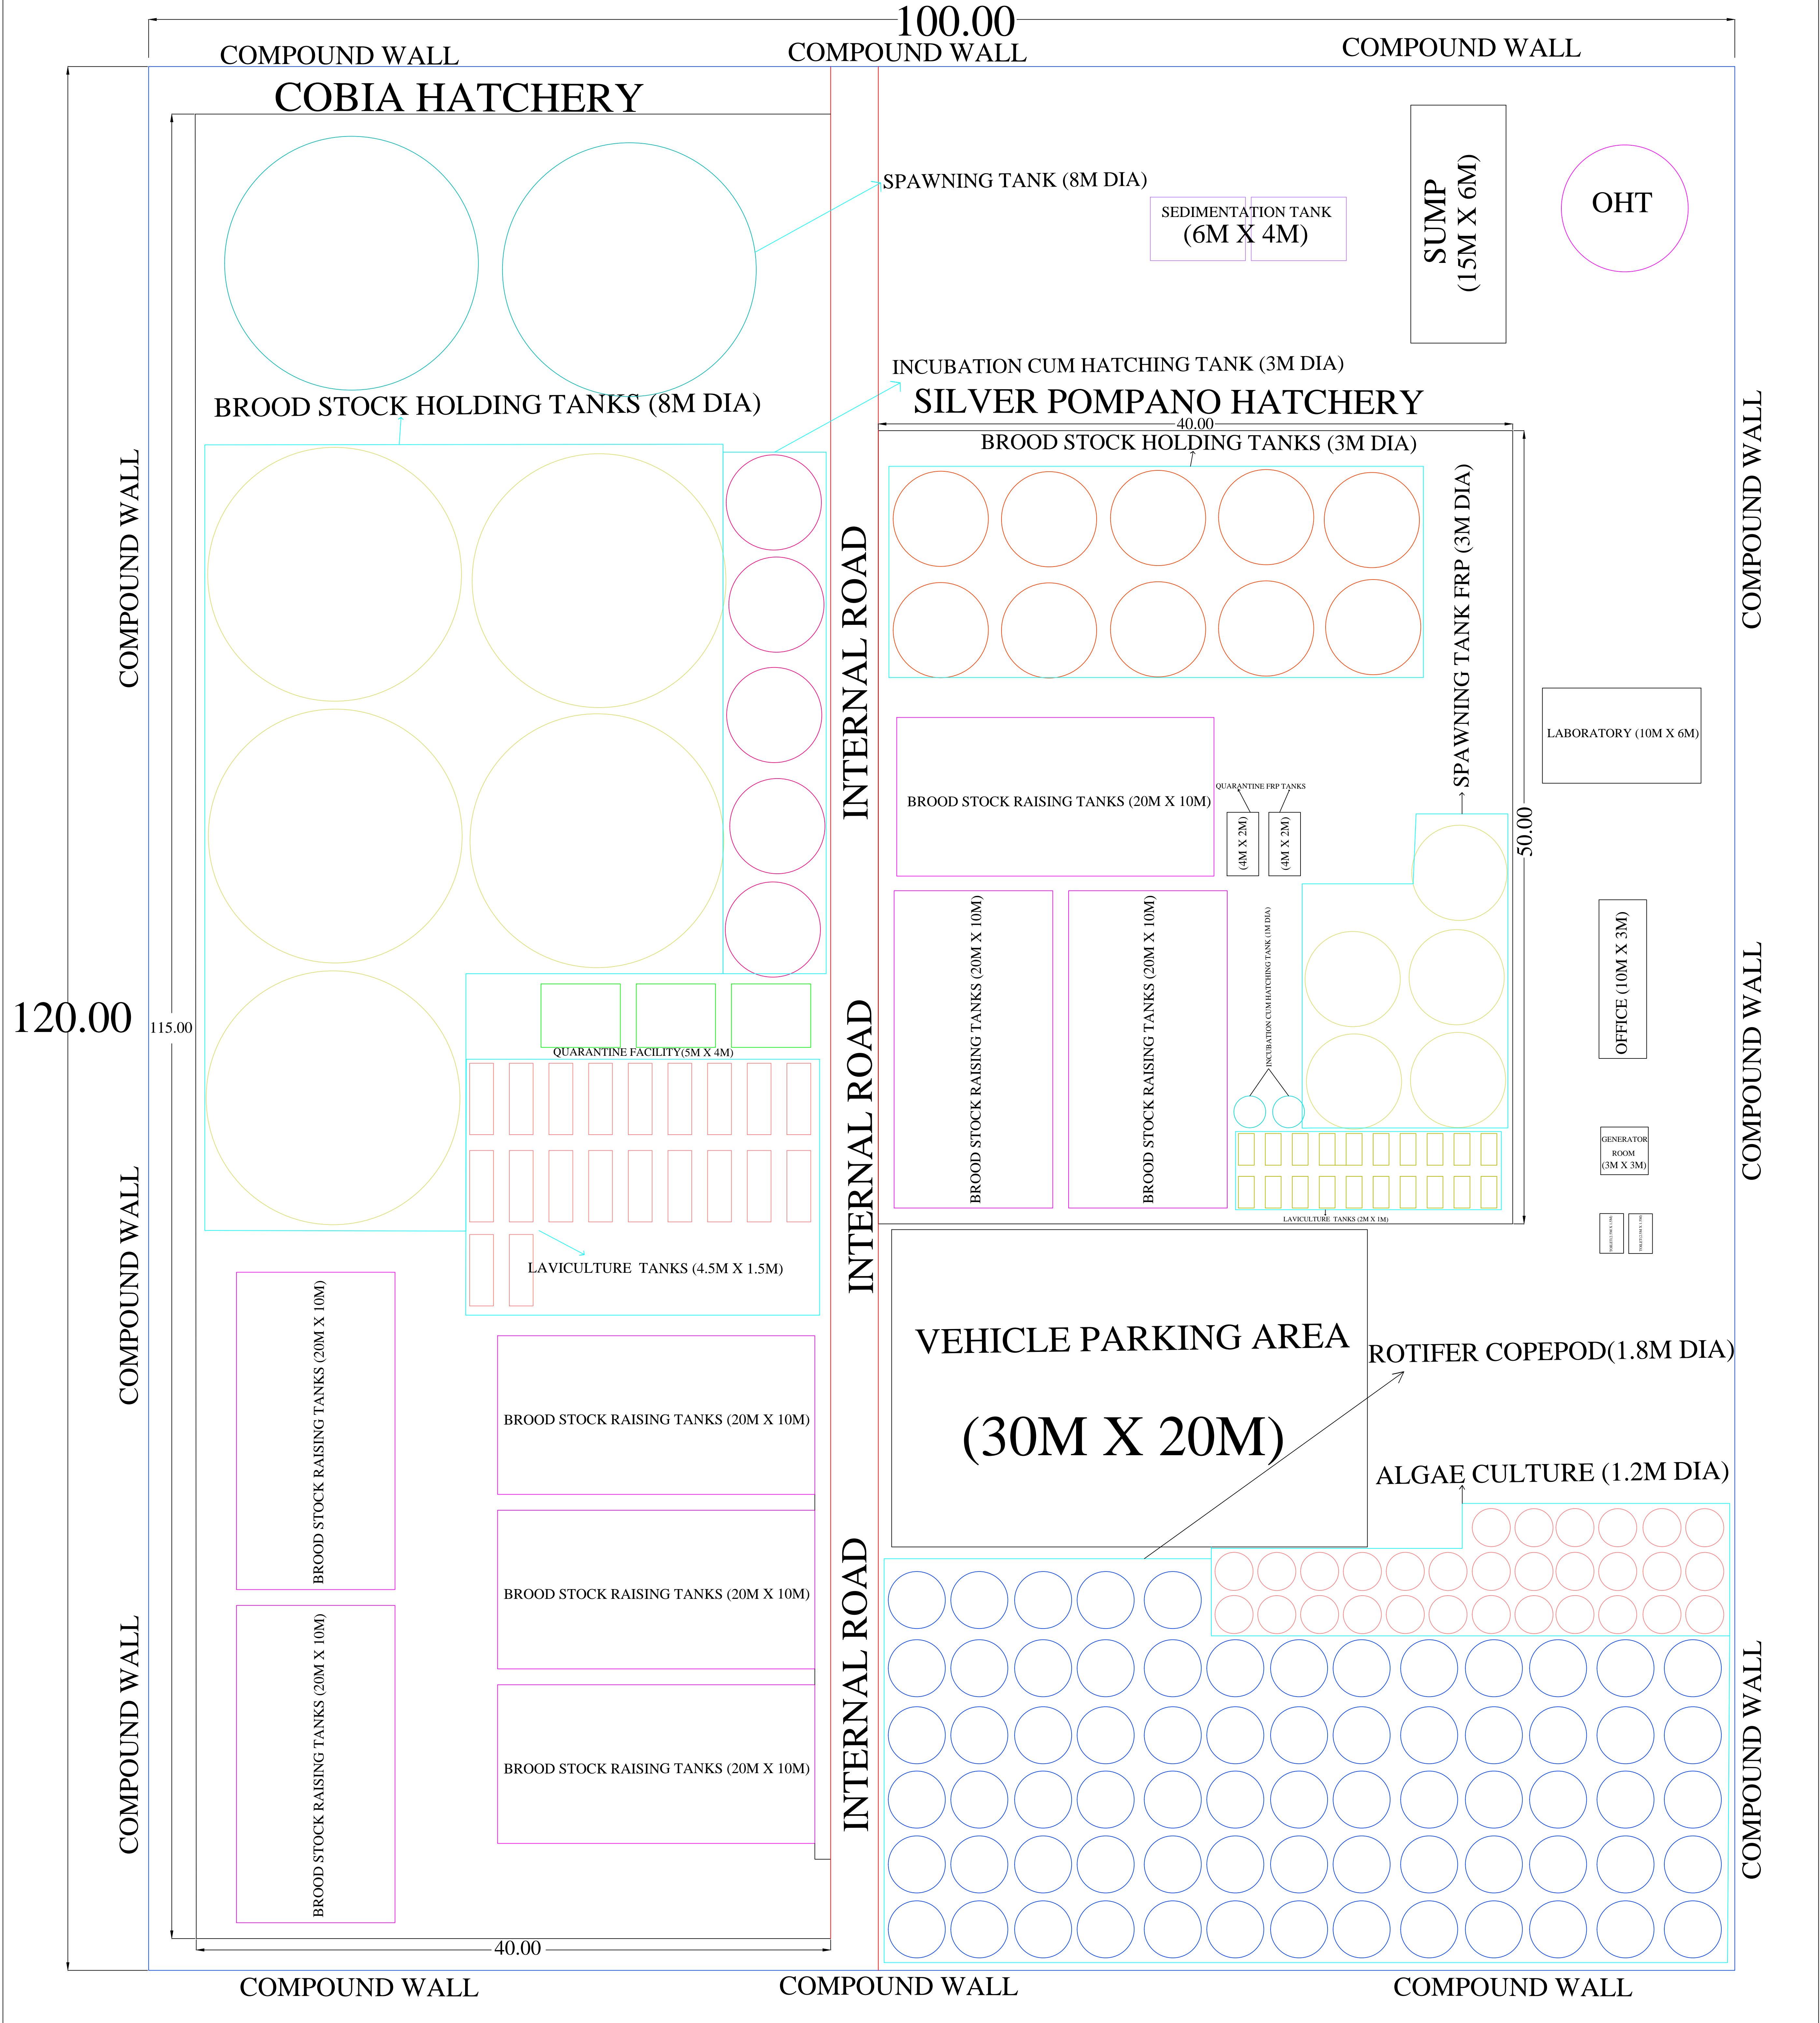 100.00
COMPOUND WALL
COMPOUND WALL
COMPOUND WALL
COBIA HATCHERY
SPAWNING TANK (8M DIA)
SEDIMENTATION TANK
(6M X 4M)
SUMP
(15M X 6M)
OHT
INCUBATION CUM HATCHING TANK (3M DIA)
SILVER POMPANO HATCHERY
40.00
BROOD STOCK HOLDING TANKS (8M DIA)
BROOD STOCK HOLDING TANKS (3M DIA)
COMPOUND WALL
COMPOUND WALL
INTERNAL ROAD
SPAWNING TANK FRP (3M DIA)
LABORATORY (10M X 6M)
BROOD STOCK RAISING TANKS (20M X 10M)
QUARANTINE FRP TANKS
(4M X 2M)
(4M X 2M)
50.00
BROOD STOCK RAISING TANKS (20M X 10M)
BROOD STOCK RAISING TANKS (20M X 10M)
INCUBATION CUM HATCHING TANK (1M DIA)
OFFICE (10M X 3M)
COMPOUND WALL
120.00
115.00
INTERNAL ROAD
QUARANTINE FACILITY(5M X 4M)
GENERATOR
ROOM
(3M X 3M)
LAVICULTURE TANKS (2M X 1M)
COMPOUND WALL
LAVICULTURE TANKS (4.5M X 1.5M)
VEHICLE PARKING AREA
(30M X 20M)
ROTIFER COPEPOD(1.8M DIA)
BROOD STOCK RAISING TANKS (20M X 10M)
BROOD STOCK RAISING TANKS (20M X 10M)
ALGAE CULTURE (1.2M DIA)
INTERNAL ROAD
BROOD STOCK RAISING TANKS (20M X 10M)
COMPOUND WALL
COMPOUND WALL
BROOD STOCK RAISING TANKS (20M X 10M)
BROOD STOCK RAISING TANKS (20M X 10M)
40.00
COMPOUND WALL
COMPOUND WALL
COMPOUND WALL